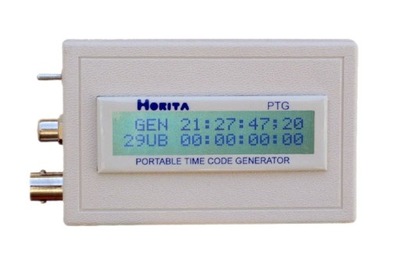 HORITA PTG
GEN 21:27:47;20
29UB 00:00:00:00
PORTABLE TIME CODE GENERATOR